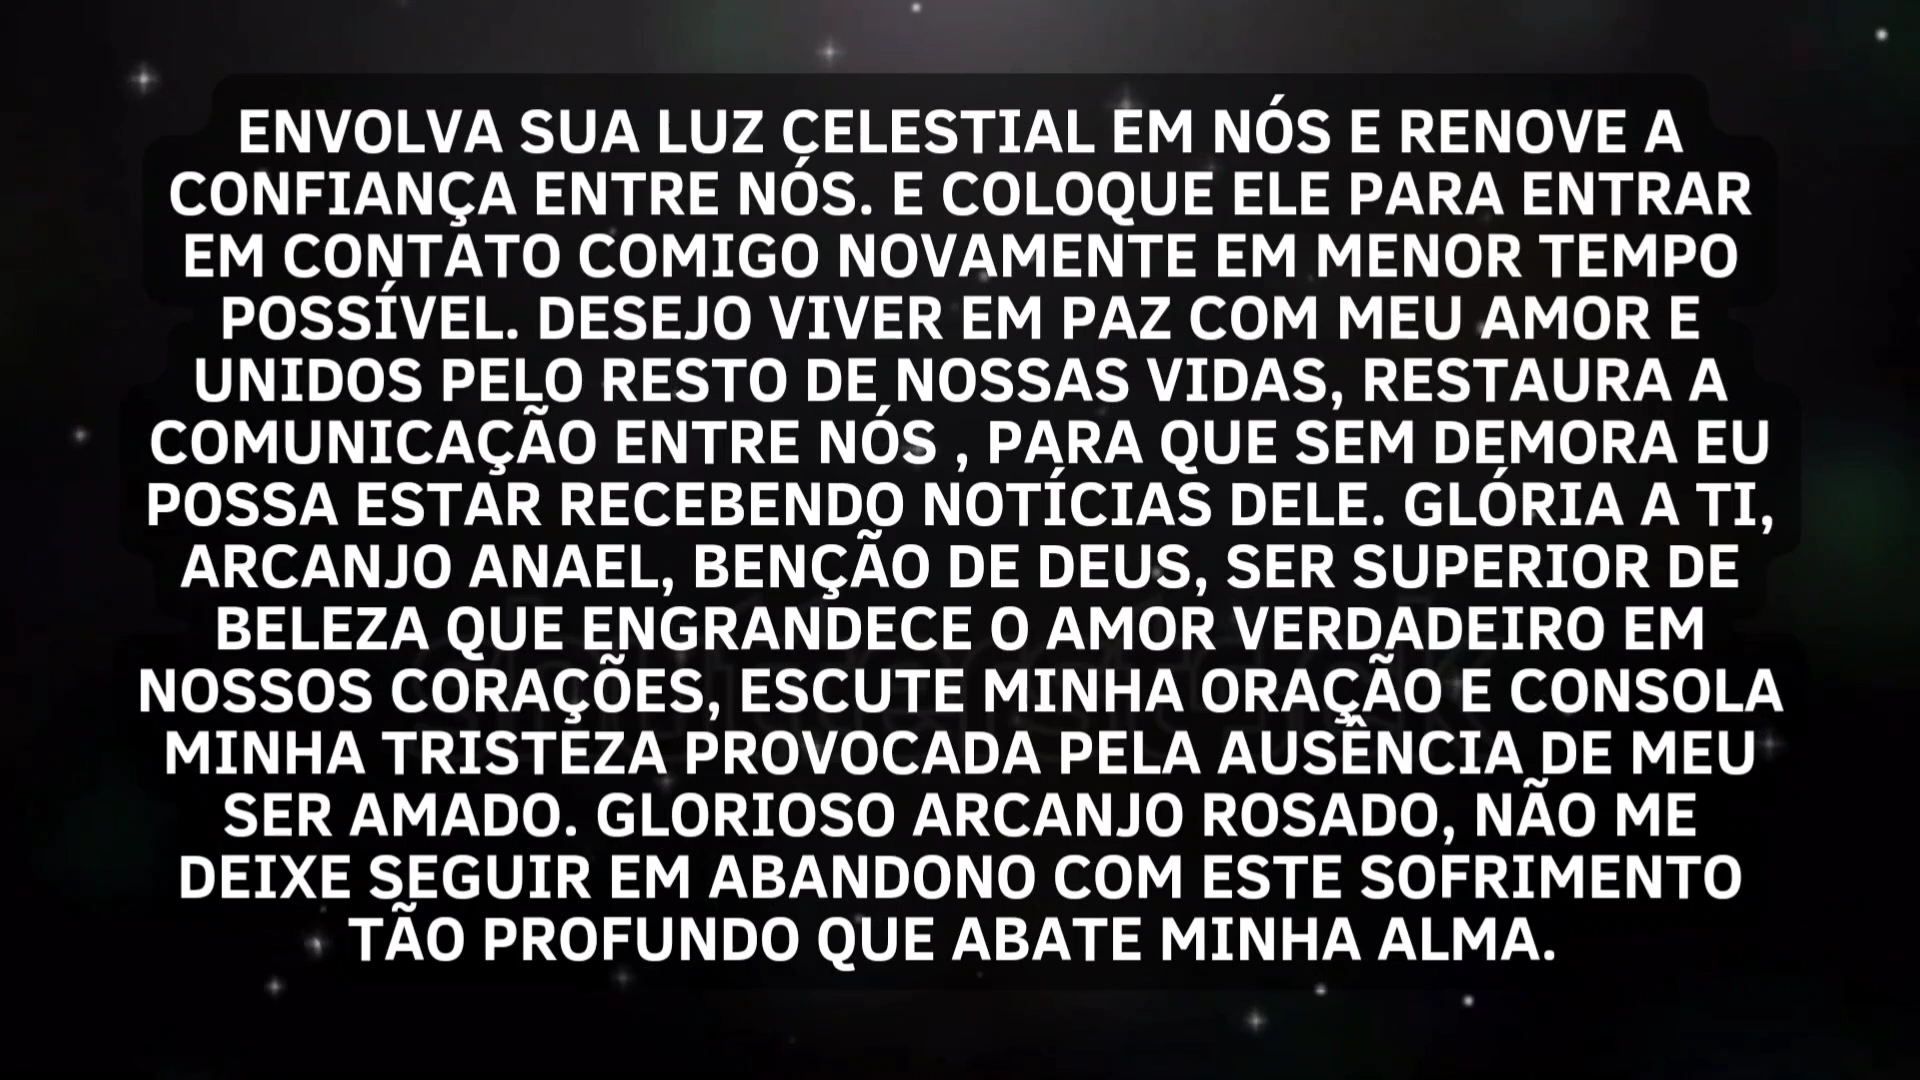 ENVOLVA SUA LUZ CELESTIAL EM NÓS E RENOVE A
CONFIANÇA ENTRE NÓS. E COLOQUE ELE PARA ENTRAR
EM CONTATO COMIGO NOVAMENTE EM MENOR TEMPO
POSSÍVEL. DESEJO VIVER EM PAZ COM MEU AMOR E
UNIDOS PELO RESTO DE NOSSAS VIDAS, RESTAURA A
COMUNICAÇÃO ENTRE NÓS , PARA QUE SEM DEMORA EU
POSSA ESTAR RECEBENDO NOTÍCIAS DELE. GLÓRIA A TI,
ARCANJO ANAEL, BENÇÃO DE DEUS, SER SUPERIOR DE
BELEZA QUE ENGRANDECE O AMOR VERDADEIRO EM
NOSSOS CORAÇÕES, ESCUTE MINHA ORAÇÃO E CONSOLA
MINHA TRISTEZA PROVOCADA PELA AUSÊNCIA DE MEU
SER AMADO. GLORIOSO ARCANJO ROSADO, NÃO ME
DEIXE SEGUIR EM ABANDONO COM ESTE SOFRIMENTO
TÃO PROFUNDO QUE ABATE MINHA ALMA.